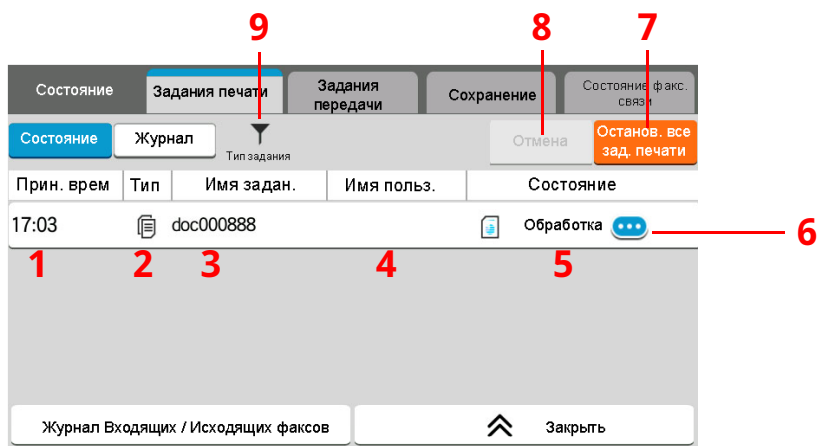 9 8 7
Состояние Задания печати Задания передачи Сохранение Состояние факс. связи
Состояние Журнал Тип задания Отмена Останов. все зад. печати
Прин. врем Тип Имя задан. Имя польз. Состояние
17:03 doc000888 Обработка 6
1 2 3 4 5
Журнал Входящих / Исходящих факсов Закрыть